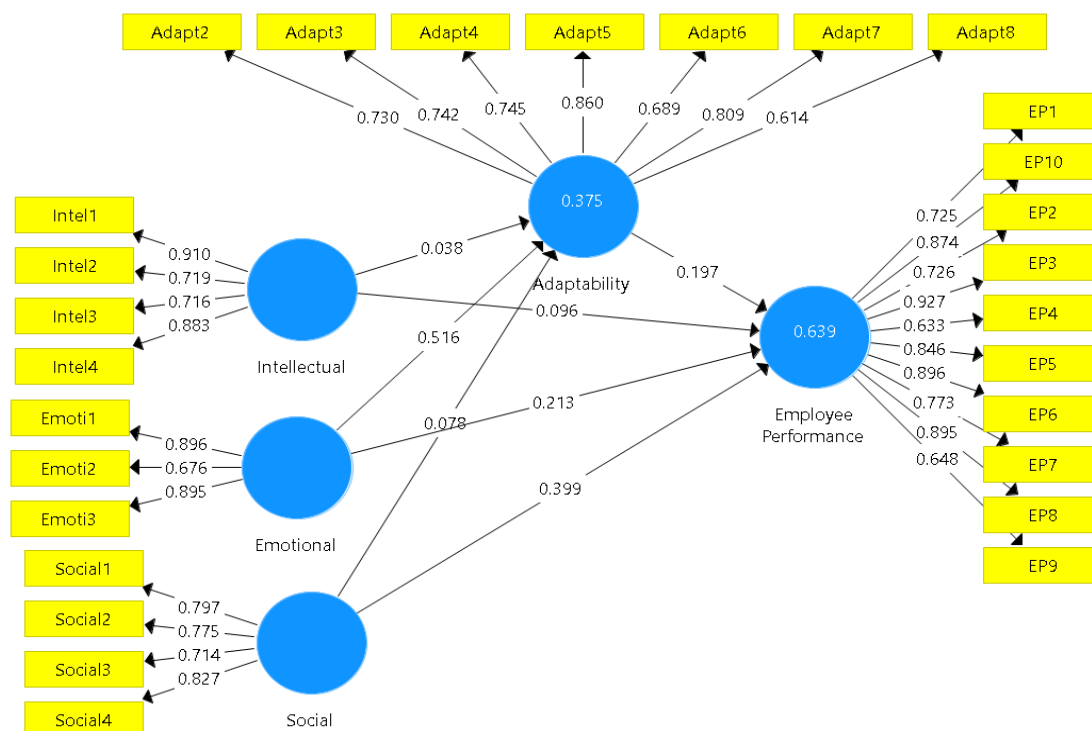 Adapt2
Adapt3
Adapt4
Adapt5
Adapt6
Adapt7
Adapt8
0.730
0.742
0.745
0.860
0.689
0.809
0.614
0.375
Adaptability
Intel1
Intel2
Intel3
Intel4
0.910
0.719
0.716
0.883
Intellectual
0.038
0.096
0.197
Emoti1
Emoti2
Emoti3
0.896
0.676
0.895
Emotional
0.516
0.213
Social1
Social2
Social3
Social4
0.797
0.775
0.714
0.827
Social
0.078
0.399
0.639
Employee
Performance
0.725
0.874
0.726
0.927
0.633
0.846
0.896
0.773
0.895
0.648
EP1
EP10
EP2
EP3
EP4
EP5
EP6
EP7
EP8
EP9